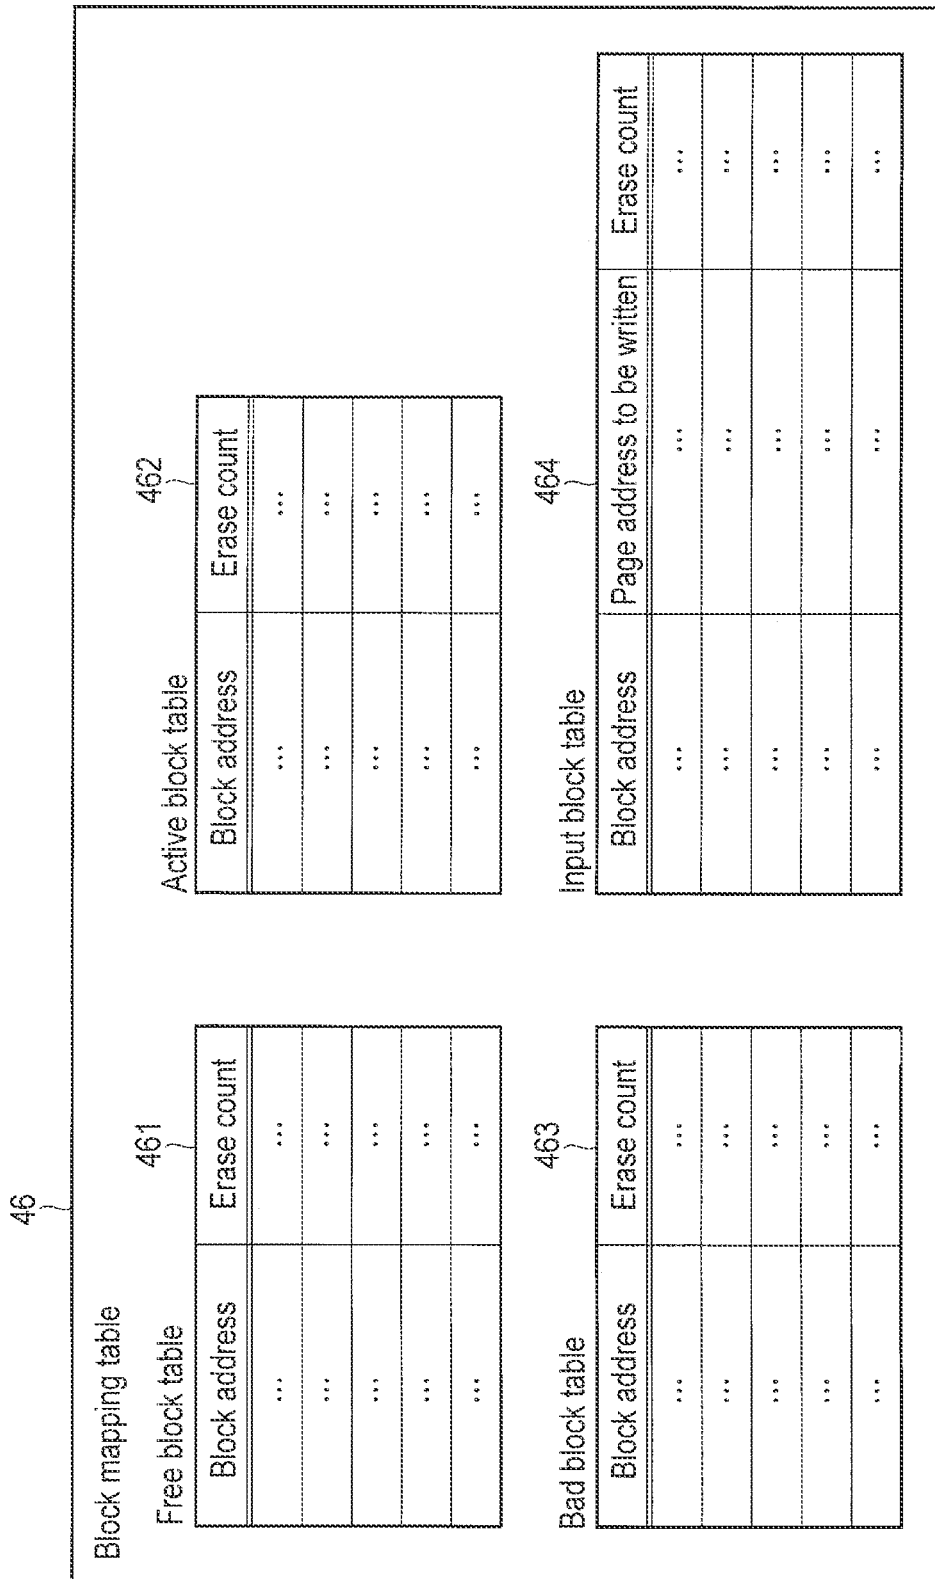 46
Block mapping table
Free block table
461
Block address Erase count
... ...
... ...
... ...
... ...
... ...
Active block table
462
Block address Erase count
... ...
... ...
... ...
... ...
... ...
Bad block table
463
Block address Erase count
... ...
... ...
... ...
... ...
... ...
Input block table
464
Block address Page address to be written Erase count
... ... ...
... ... ...
... ... ...
... ... ...
... ... ...